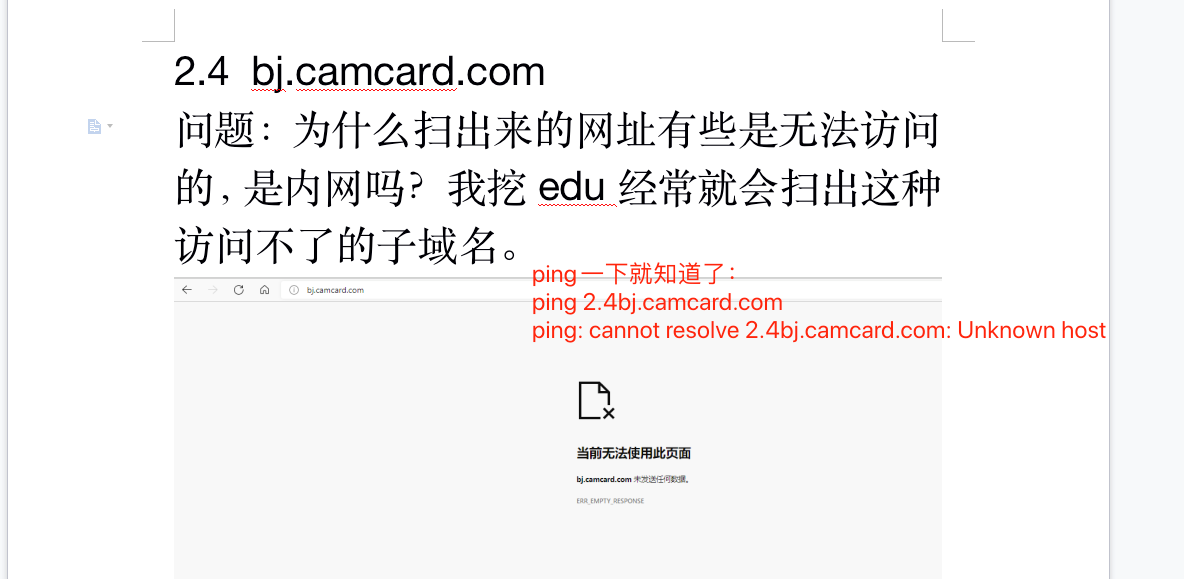 2.4 bj.camcard.com
问题：为什么扫出来的网址有些是无法访问
的，是内网吗？我挖 edu 经常就会扫出这种
访问不了的子域名。
ping 一下就知道了：
bj.camcard.com
ping 2.4bj.camcard.com
ping: cannot resolve 2.4bj.camcard.com: Unknown host
当前无法使用此页面
bj.camcard.com 未发送任何数据。
ERR_EMPTY_RESPONSE